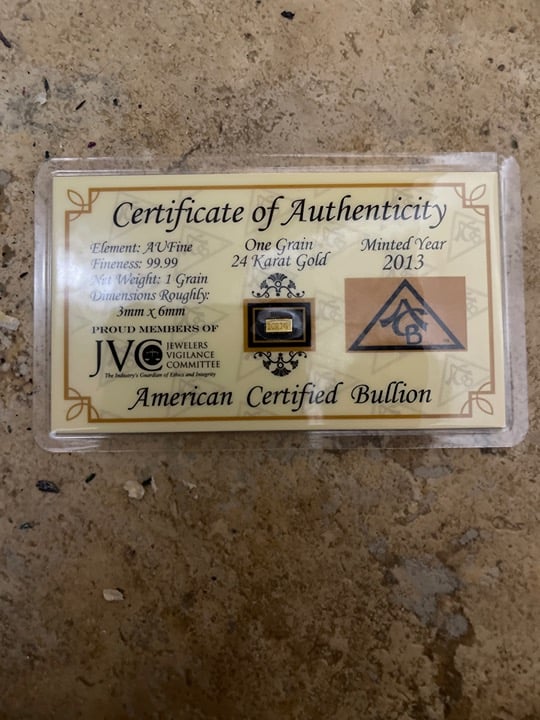 Certificate of Authenticity
Element: AUFine
Fineness: 99.99
Net Weight: 1 Grain
Dimensions Roughly:
3mm x 6mm
PROUD MEMBERS OF
JVC JEWELERS
VIGILANCE
COMMITTEE
The Industry's Guardian of Ethics and Integrity
One Grain
24 Karat Gold
Minted Year
2013
ACB
American Certified Bullion